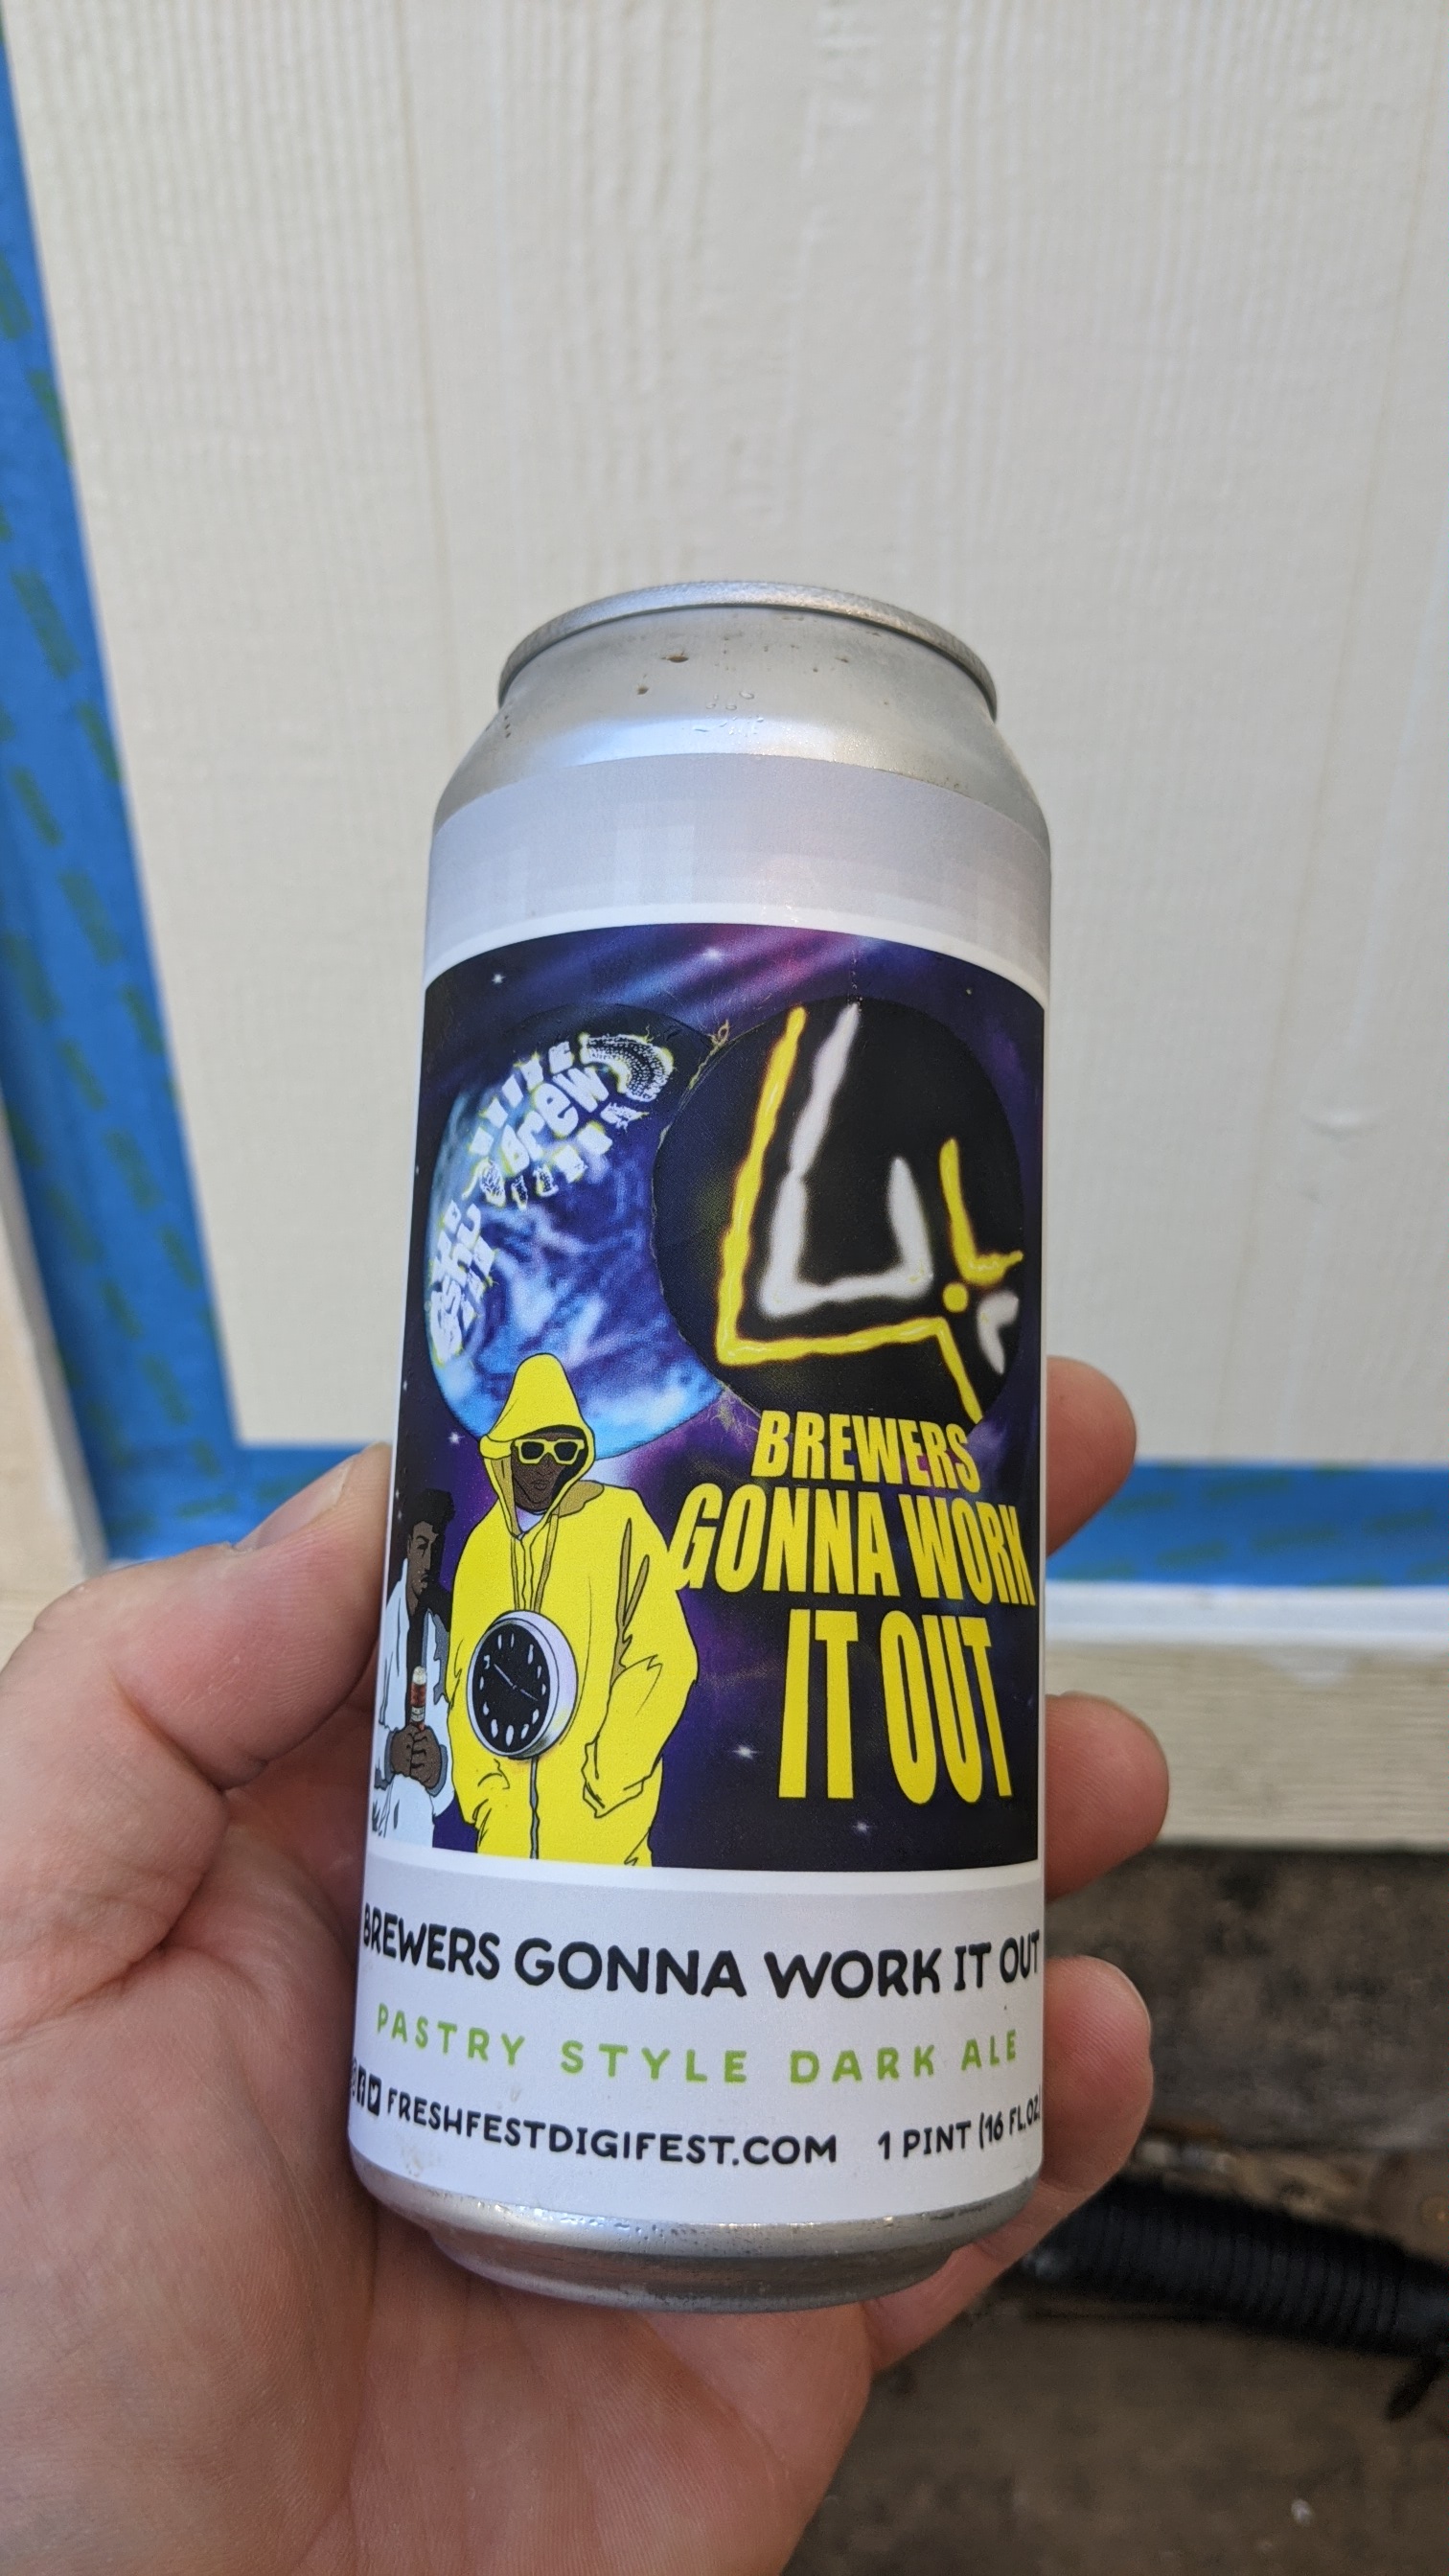 Brew
BREWERS
GONNA WORK
IT OUT
BREWERS GONNA WORK IT OUT
PASTRY STYLE DARK ALE
FRESHFESTDIGIFEST.COM 1 PINT (16 FL.OZ